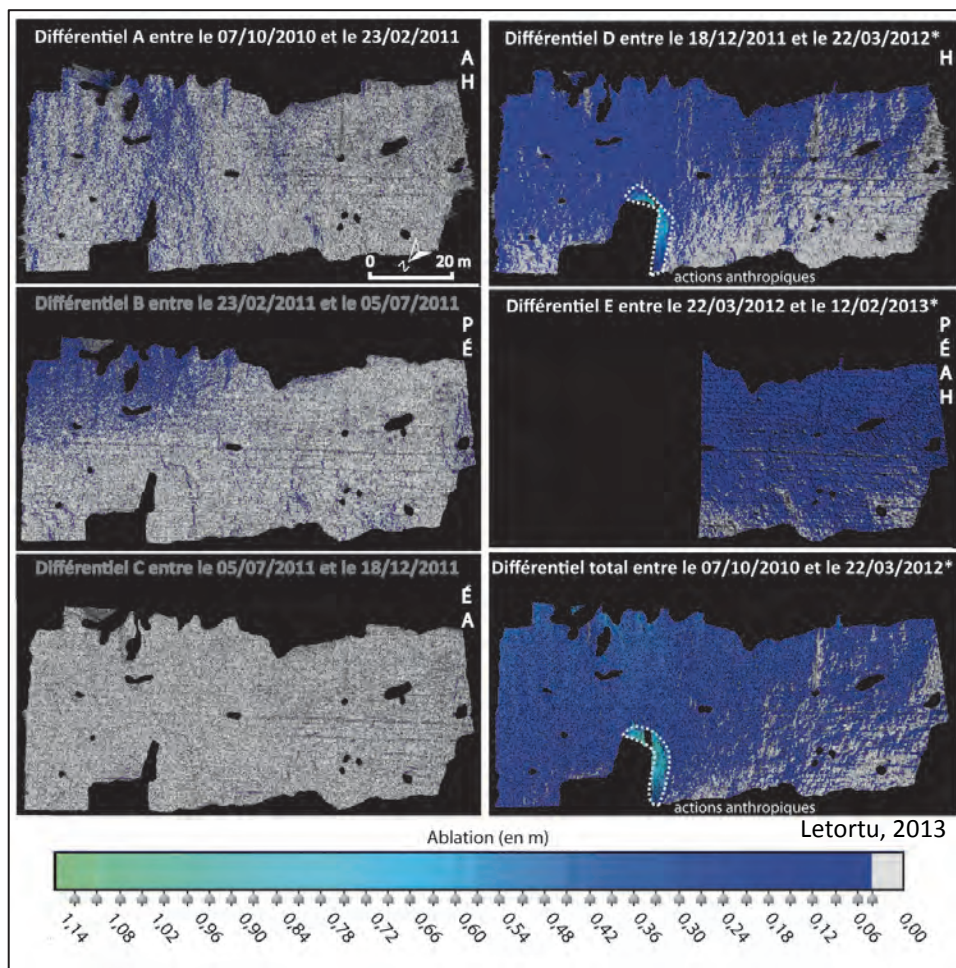 Différentiel A entre le 07/10/2010 et le 23/02/2011
A
H
0 20 m
N
Différentiel D entre le 18/12/2011 et le 22/03/2012*
H
actions anthropiques
Différentiel B entre le 23/02/2011 et le 05/07/2011
P
É
Différentiel E entre le 22/03/2012 et le 12/02/2013*
P
É
A
H
Différentiel C entre le 05/07/2011 et le 18/12/2011
É
A
Différentiel total entre le 07/10/2010 et le 22/03/2012*
actions anthropiques
Letortu, 2013
Ablation (en m)
1,14 1,08 1,02 0,96 0,90 0,84 0,78 0,72 0,66 0,60 0,54 0,48 0,42 0,36 0,30 0,24 0,18 0,12 0,06 0,00